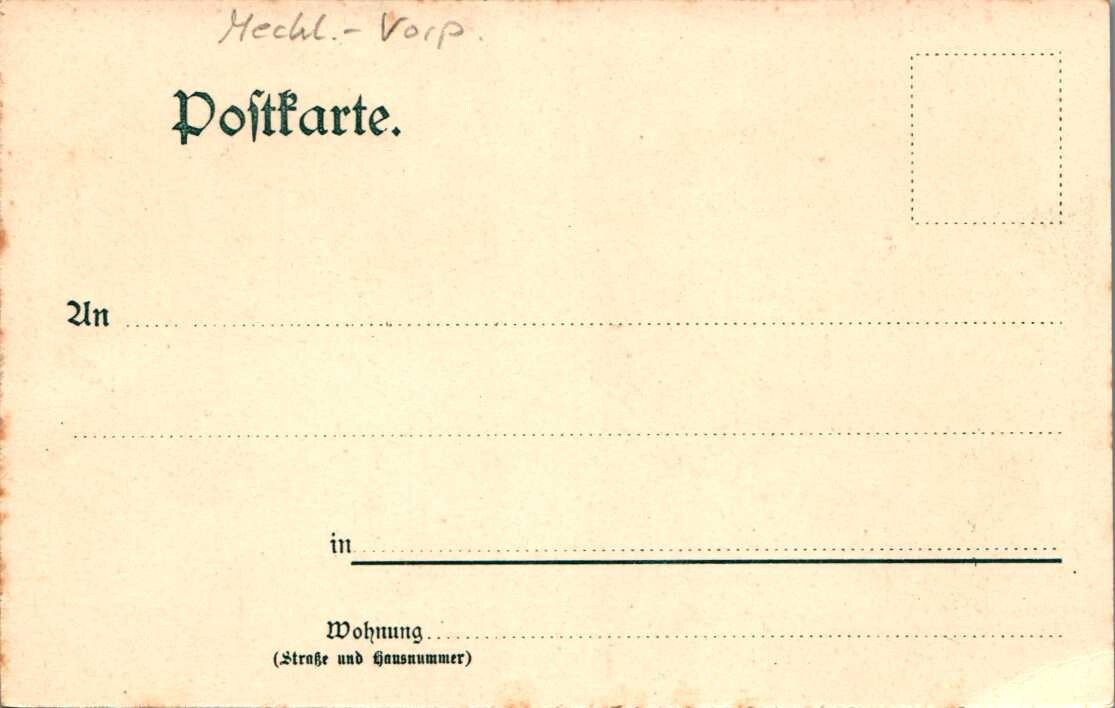 Meckl.-Vorp.
Poſtkarte.
An
in
Wohnung
(Straße und Hausnummer)